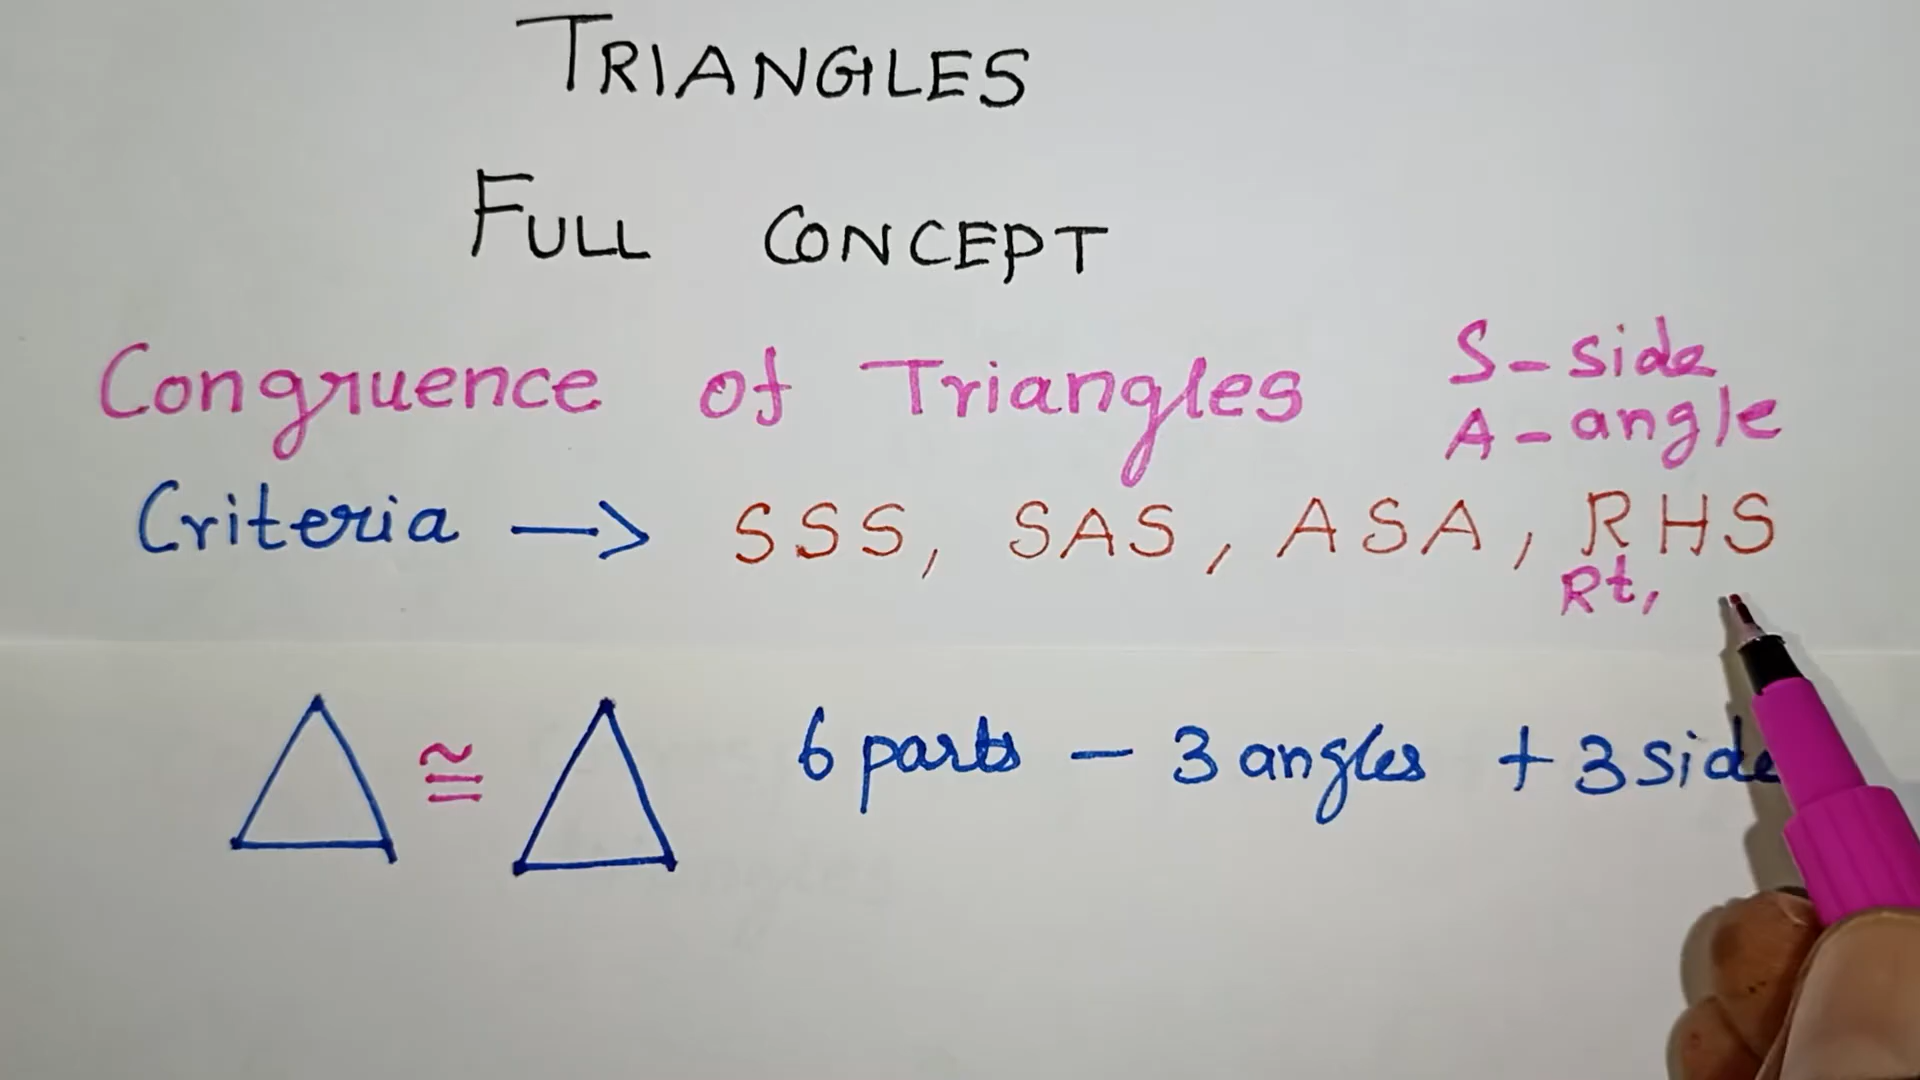 TRIANGLES
FULL CONCEPT
Congruence of Triangles
S - side
A - angle
Criteria → SSS, SAS, ASA, RHS
Rt,
≅ 6 parts - 3 angles + 3 side